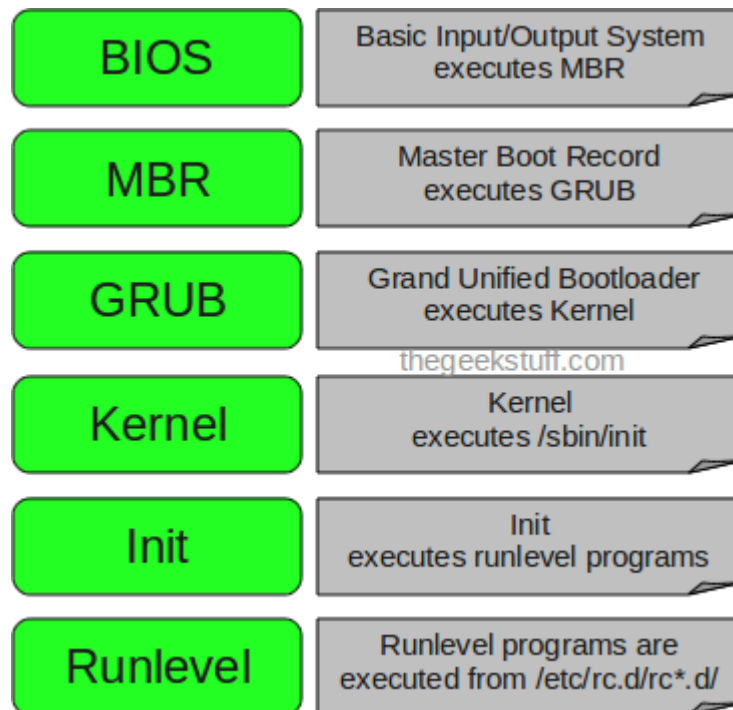 BIOS
Basic Input/Output System
executes MBR
MBR
Master Boot Record
executes GRUB
GRUB
Grand Unified Bootloader
executes Kernel
thegeekstuff.com
Kernel
Kernel
executes /sbin/init
Init
Init
executes runlevel programs
Runlevel
Runlevel programs are
executed from /etc/rc.d/rc*.d/